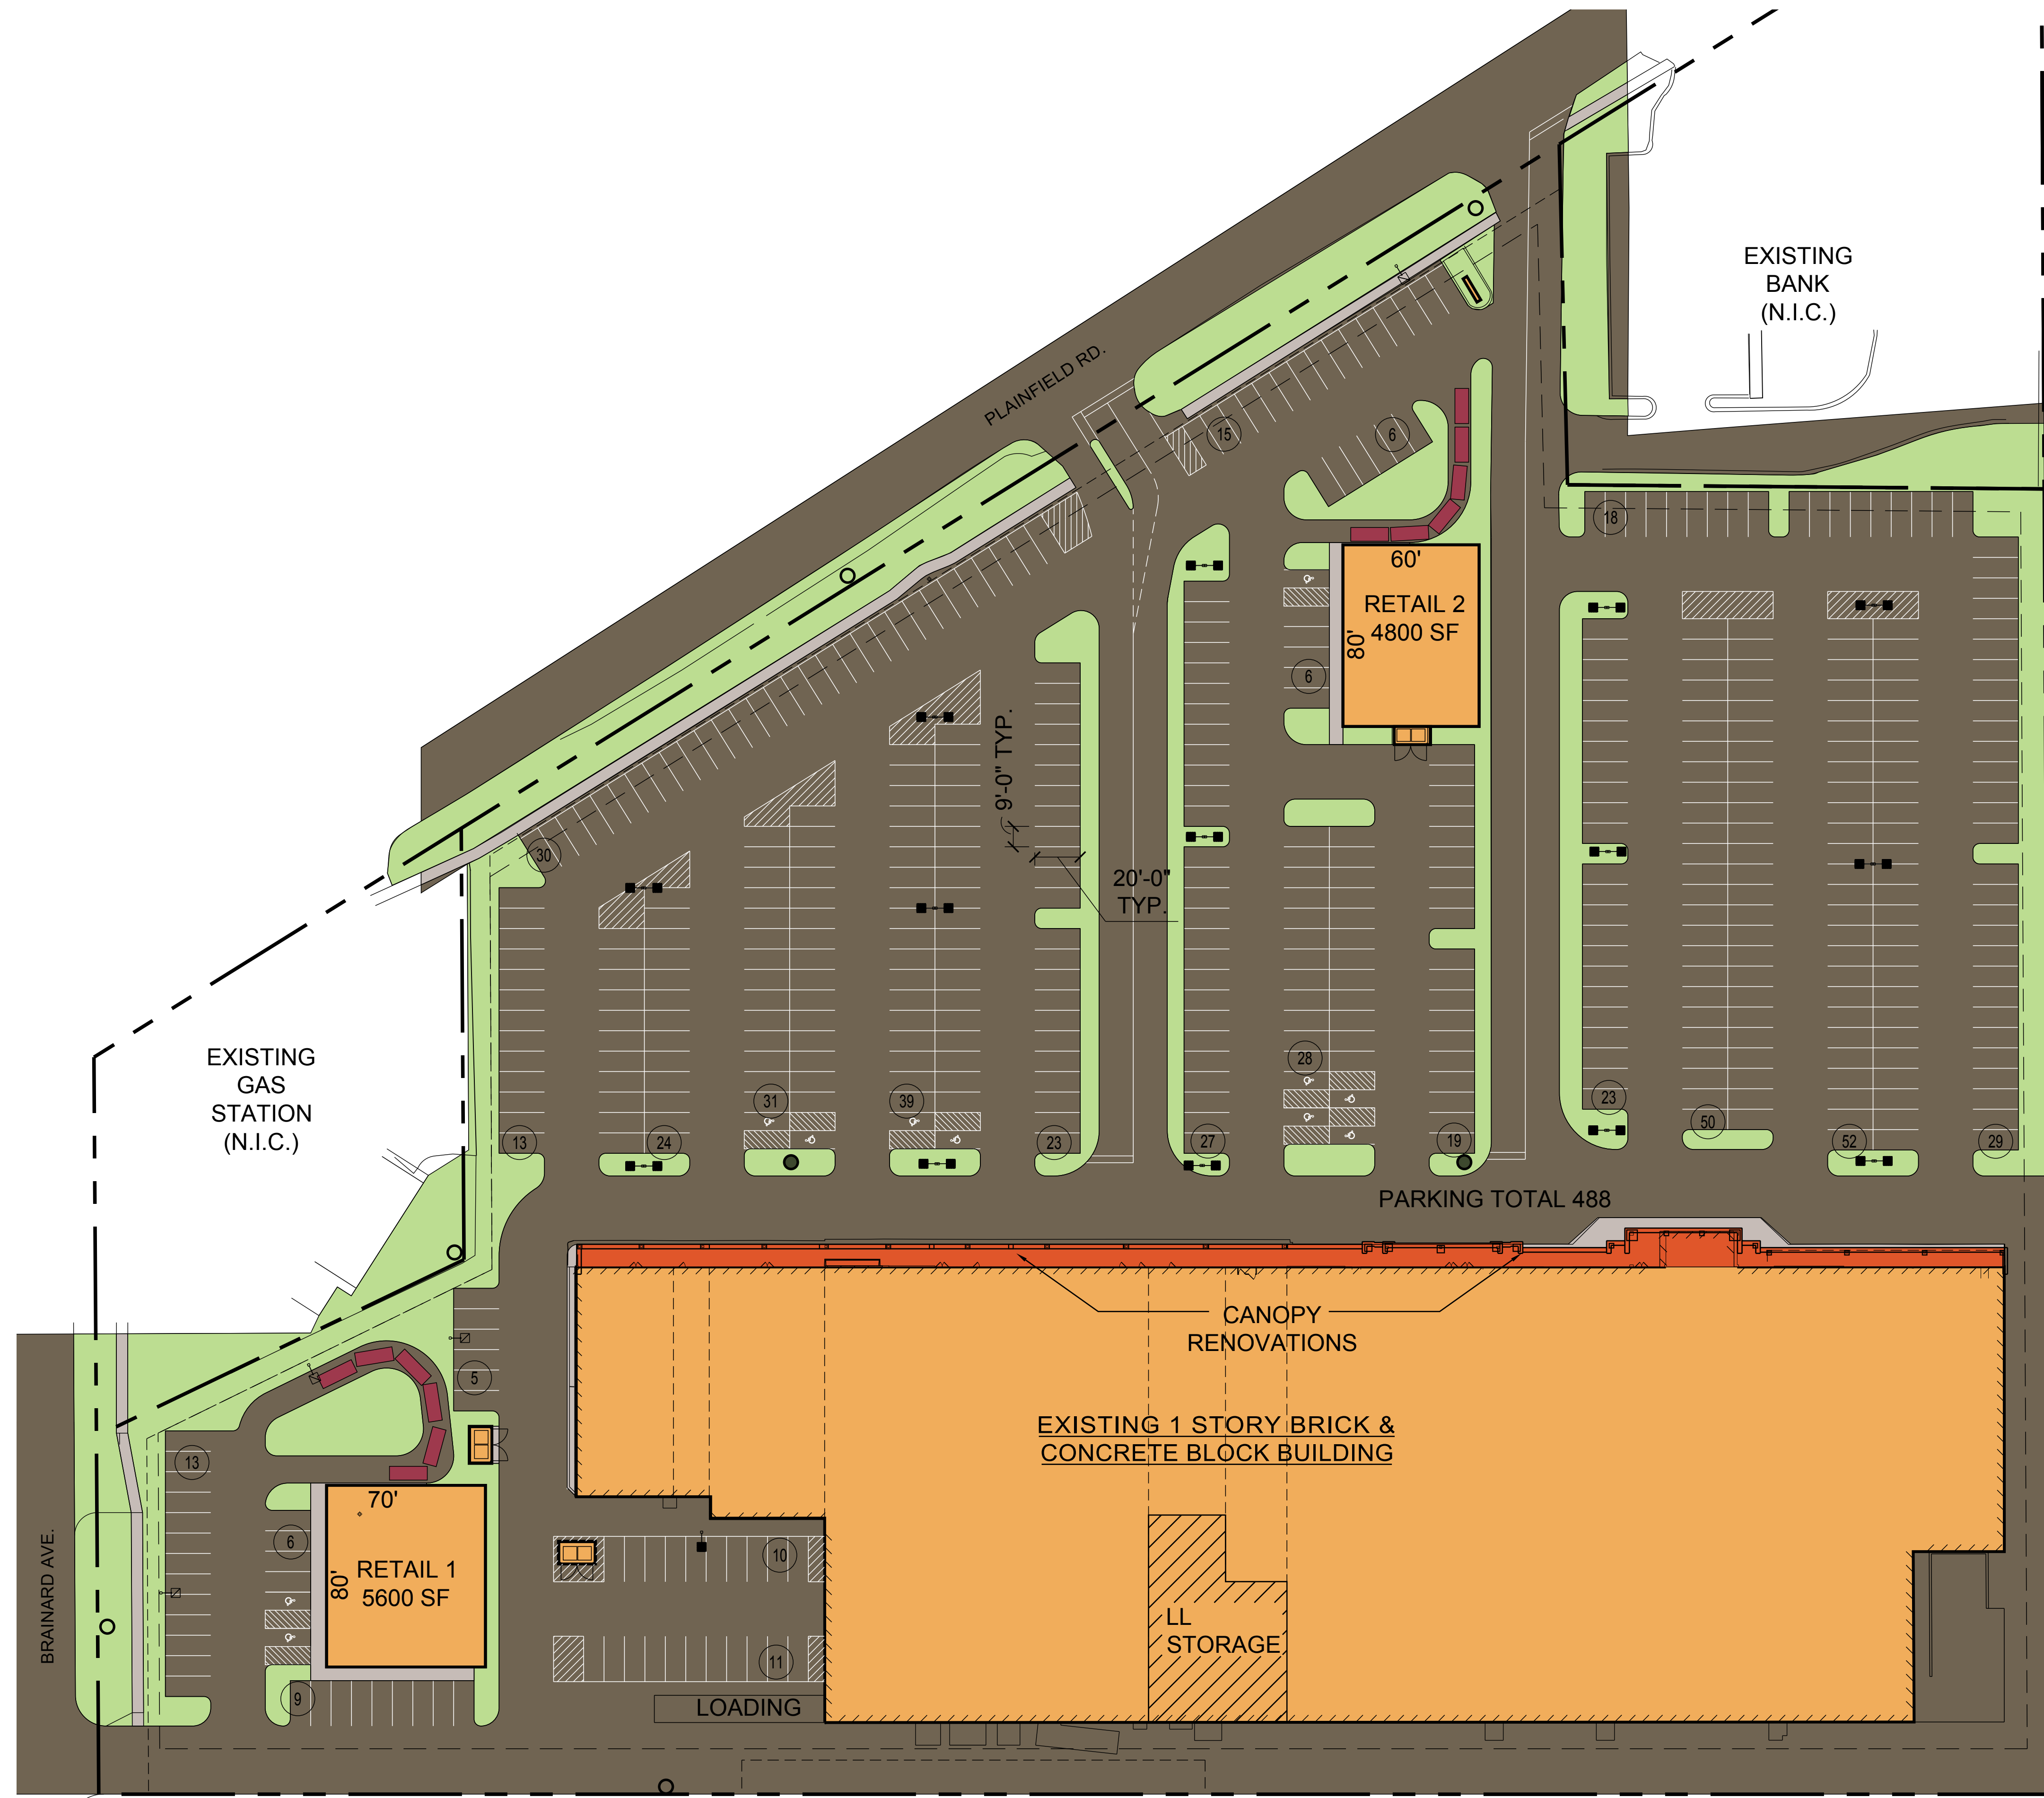 EXISTING
BANK
(N.I.C.)
PLAINFIELD RD.
15
6
18
60'
RETAIL 2
4800 SF
80'
6
9'-0" TYP.
20'-0"
TYP.
30
EXISTING
GAS
STATION
(N.I.C.)
28
31
39
23
50
13
24
23
27
19
52
29
PARKING TOTAL 488
CANOPY
RENOVATIONS
5
EXISTING 1 STORY BRICK &
CONCRETE BLOCK BUILDING
13
70'
6
RETAIL 1
5600 SF
80'
10
BRAINARD AVE.
LL
STORAGE
11
9
LOADING